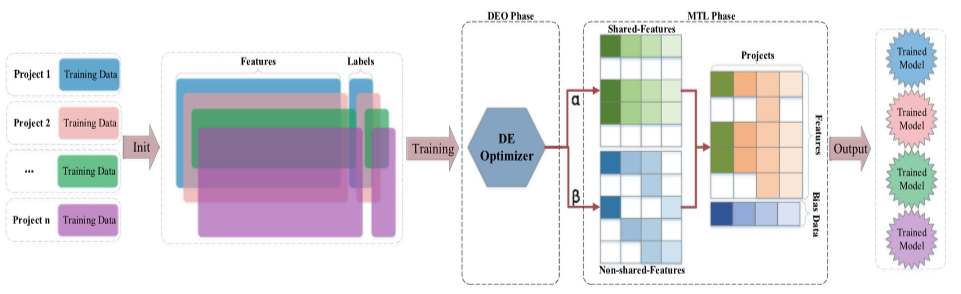 DEO Phase
MTL Phase
Shared-Features
Project 1
Training Data
Project 2
Training Data
...
Training Data
Project n
Training Data
Init
Features
Labels
Training
DE
Optimizer
α
β
Non-shared-Features
Projects
Features
Bias Data
Output
Trained
Model
Trained
Model
Trained
Model
Trained
Model